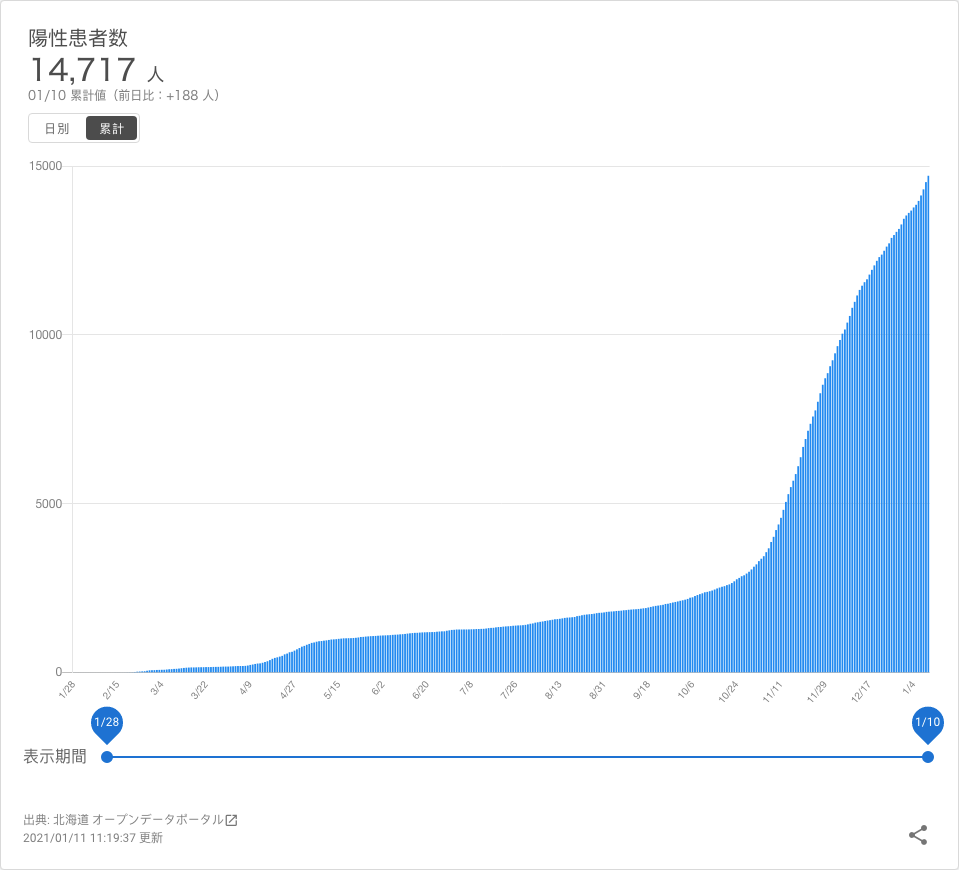 陽性患者数
14,717 人
01/10 累計値（前日比：+188 人）
日別 累計
15000
10000
5000
0
1/28 2/15 3/4 3/22 4/9 4/27 5/15 6/2 6/20 7/8 7/26 8/13 8/31 9/18 10/6 10/24 11/11 11/29 12/17 1/4
1/28 1/10
表示期間
出典: 北海道 オープンデータポータル
2021/01/11 11:19:37 更新